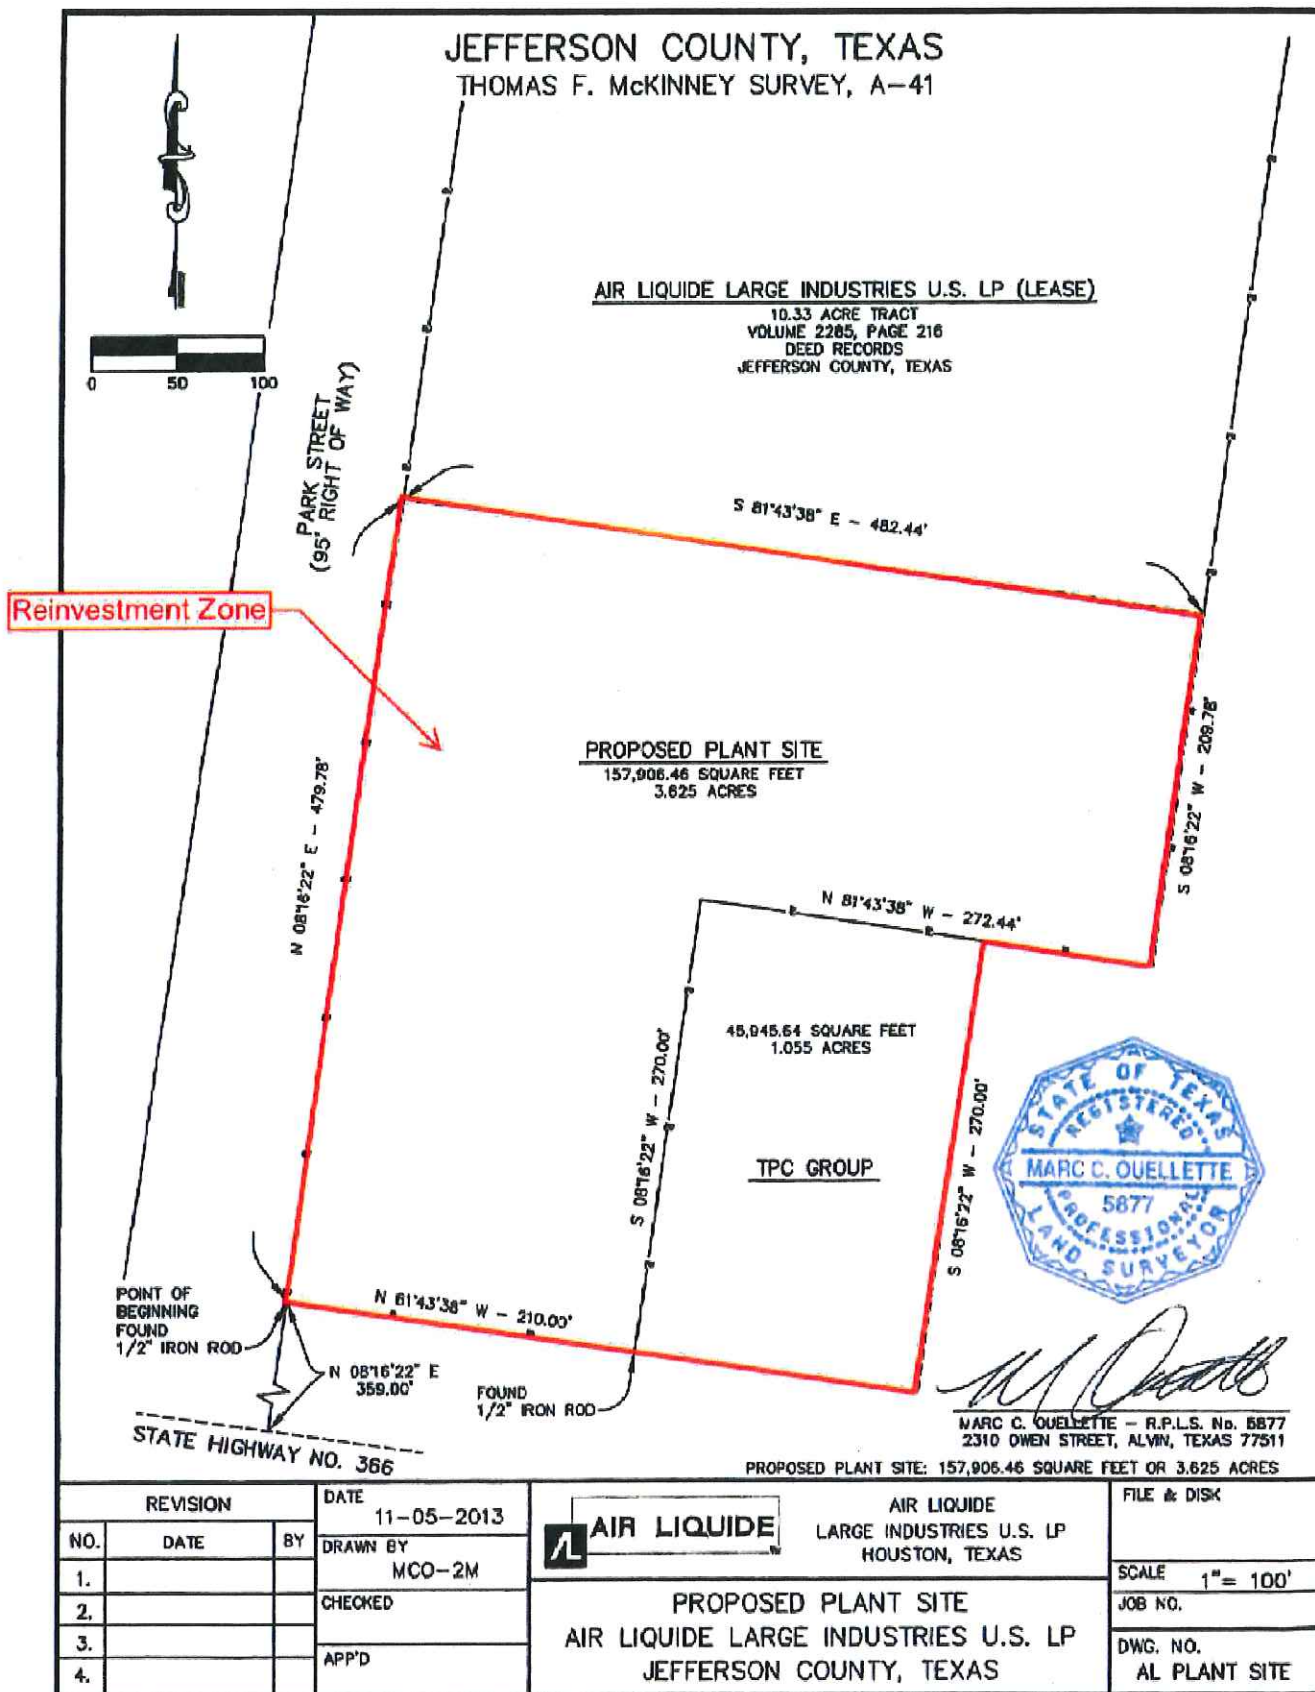 JEFFERSON COUNTY, TEXAS
THOMAS F. McKINNEY SURVEY, A-41
0 50 100
AIR LIQUIDE LARGE INDUSTRIES U.S. LP (LEASE)
10.33 ACRE TRACT
VOLUME 2285, PAGE 216
DEED RECORDS
JEFFERSON COUNTY, TEXAS
PARK STREET
(95' RIGHT OF WAY)
S 81°43'38" E - 482.44'
Reinvestment Zone
PROPOSED PLANT SITE
157,906.46 SQUARE FEET
3.625 ACRES
S 08°16'22" W - 209.78'
N 08°16'22" E - 479.78'
N 81°43'38" W - 272.44'
45,945.64 SQUARE FEET
1.055 ACRES
S 08°16'22" W - 270.00'
TPC GROUP
S 08°16'22" W - 270.00'
STATE OF TEXAS
REGISTERED
MARC C. OUELLETTE
5877
PROFESSIONAL
LAND SURVEYOR
POINT OF
BEGINNING
FOUND
1/2" IRON ROD
N 81°43'38" W - 210.00'
N 08°16'22" E
359.00'
FOUND
1/2" IRON ROD
STATE HIGHWAY NO. 366
MARC C. OUELLETTE - R.P.L.S. No. 5877
2310 OWEN STREET, ALVIN, TEXAS 77511
PROPOSED PLANT SITE: 157,906.46 SQUARE FEET OR 3.625 ACRES
REVISION
NO. DATE BY
1.
2.
3.
4.
DATE
11-05-2013
DRAWN BY
MCO-2M
CHECKED
APP'D
AIR LIQUIDE
AIR LIQUIDE
LARGE INDUSTRIES U.S. LP
HOUSTON, TEXAS
PROPOSED PLANT SITE
AIR LIQUIDE LARGE INDUSTRIES U.S. LP
JEFFERSON COUNTY, TEXAS
FILE & DISK
SCALE 1"= 100'
JOB NO.
DWG. NO.
AL PLANT SITE